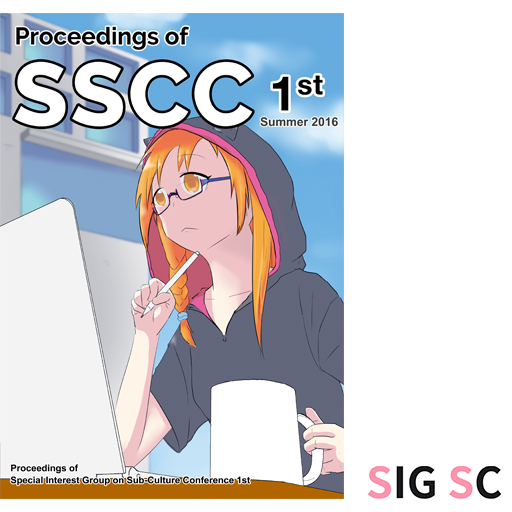 Proceedings of
SSCC 1st
Summer 2016
Proceedings of
Special Interest Group on Sub-Culture Conference 1st
SIG SC